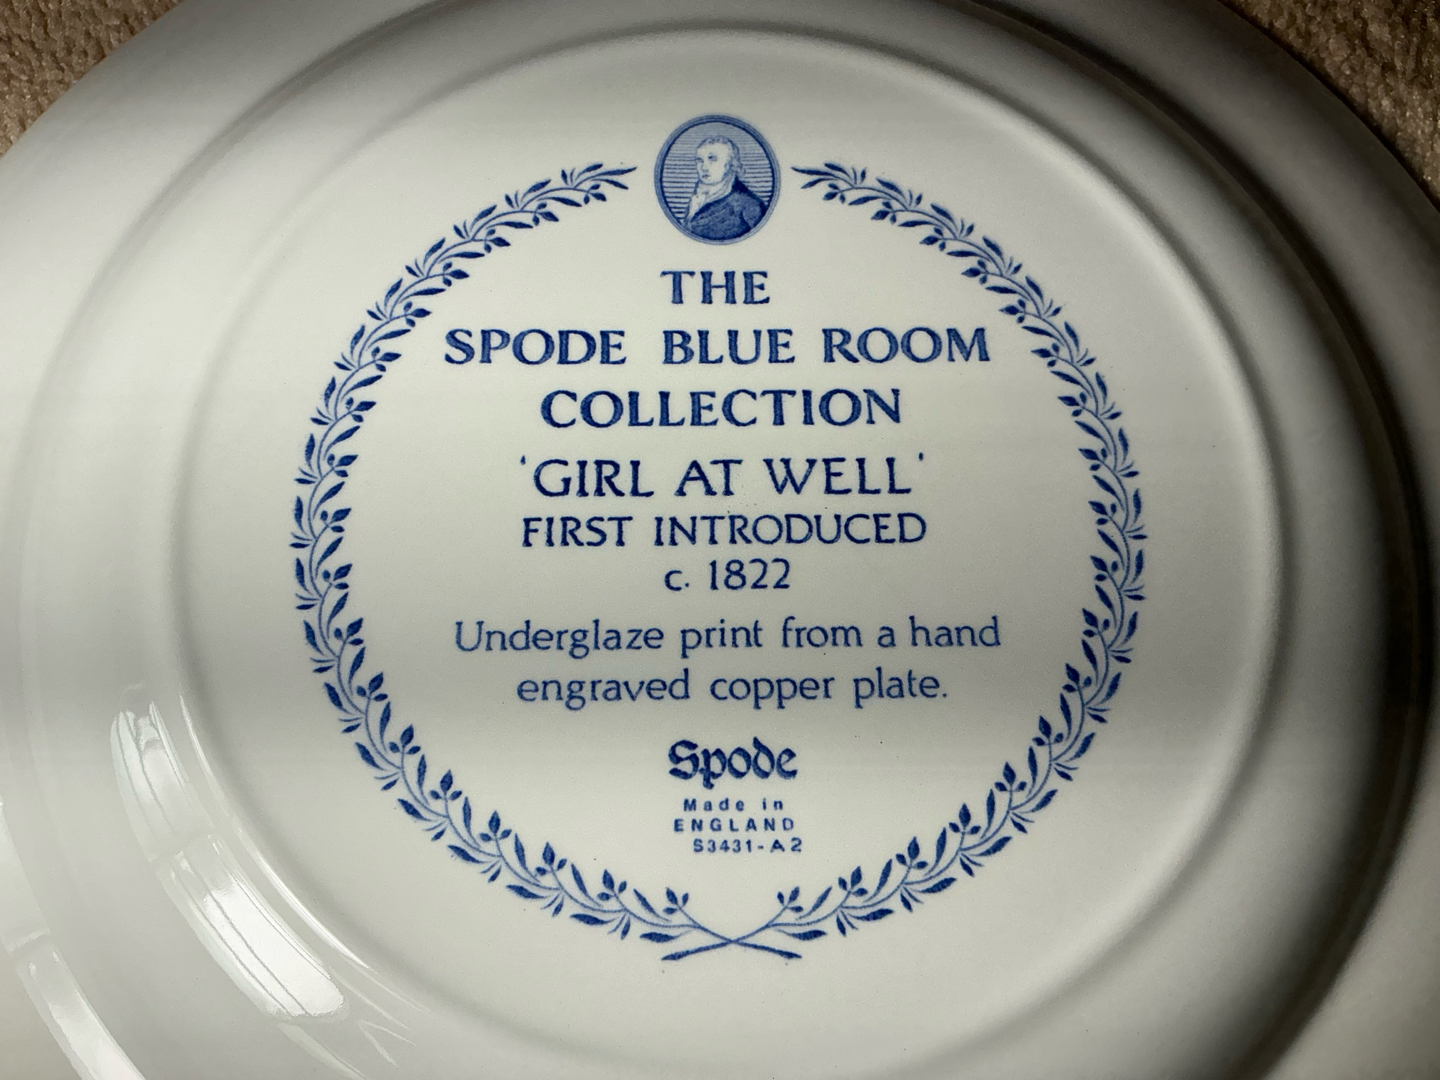 THE
SPODE BLUE ROOM
COLLECTION
'GIRL AT WELL'
FIRST INTRODUCED
c. 1822
Underglaze print from a hand
engraved copper plate.
Spode
Made in
ENGLAND
S3431-A2